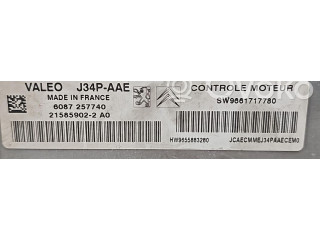 VALEO J34P-AAE
MADE IN FRANCE
6087 257740
21585902-2 A0
CONTROLE MOTEUR
SW9661717780
HW9655883280
JCAECMMEJ34PAAECEM0